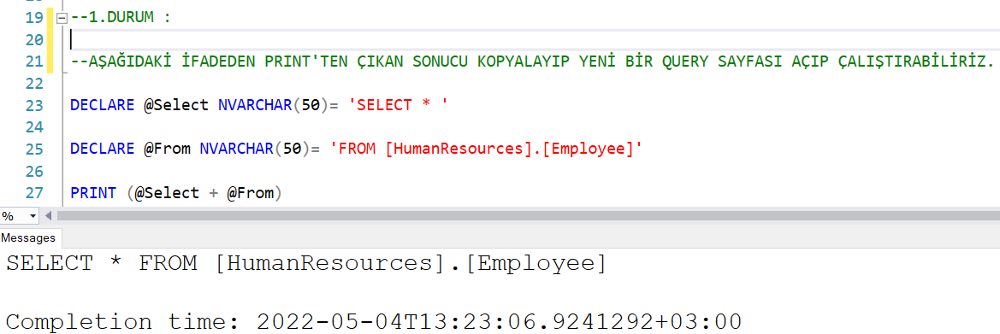 19 --1.DURUM :
20
21 --AŞAĞIDAKİ İFADEDEN PRINT'TEN ÇIKAN SONUCU KOPYALAYIP YENİ BİR QUERY SAYFASI AÇIP ÇALIŞTIRABİLİRİZ.
22
23 DECLARE @Select NVARCHAR(50)= 'SELECT * '
24
25 DECLARE @From NVARCHAR(50)= 'FROM [HumanResources].[Employee]'
26
27 PRINT (@Select + @From)
%
Messages
SELECT * FROM [HumanResources].[Employee]
Completion time: 2022-05-04T13:23:06.9241292+03:00